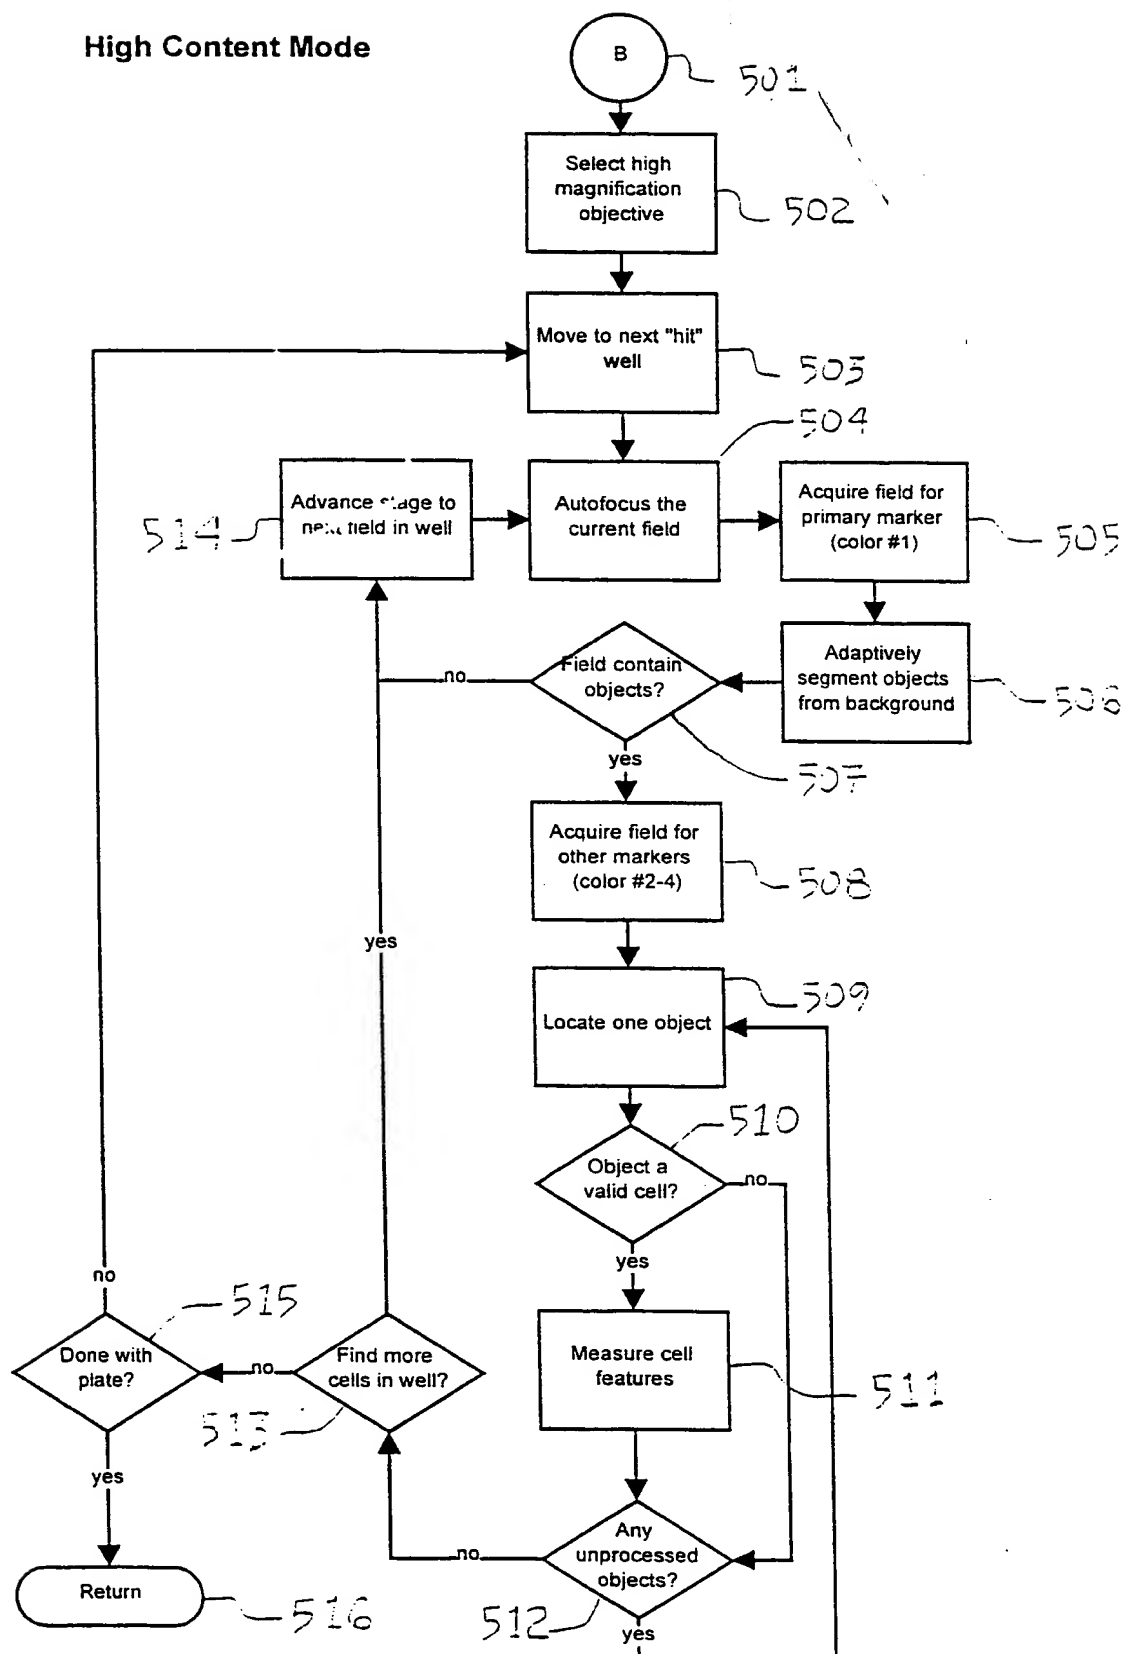 High Content Mode
B
501
Select high
magnification
objective
502
Move to next "hit"
well
503
504
Advance stage to
next field in well
514
Autofocus the
current field
Acquire field for
primary marker
(color #1)
505
Field contain
objects?
no
Adaptively
segment objects
from background
506
yes
507
Acquire field for
other markers
(color #2-4)
508
yes
Locate one object
509
510
Object a
valid cell?
no
yes
no
515
Done with
plate?
no
Find more
cells in well?
513
Measure cell
features
511
yes
Any
unprocessed
objects?
no
Return
516
512
yes